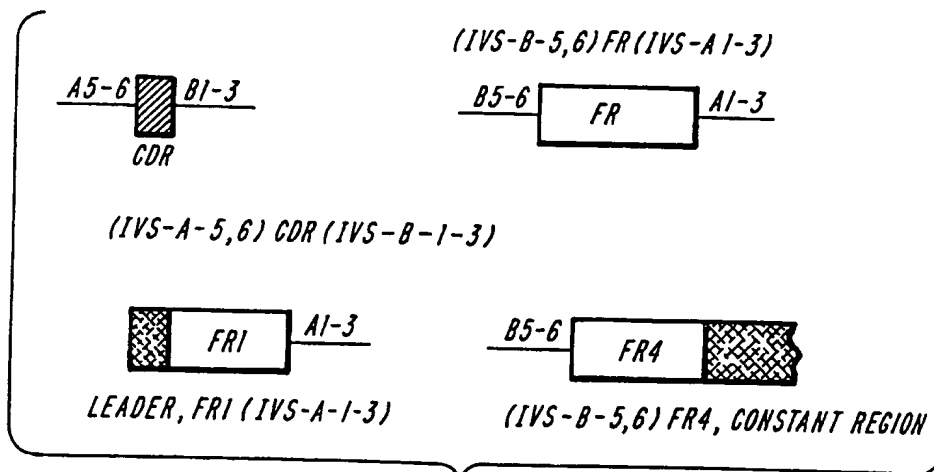 (IVS-B-5,6) FR (IVS-A 1-3)
A5-6 B1-3
CDR
B5-6 FR A1-3
(IVS-A-5,6) CDR (IVS-B-1-3)
FR1 A1-3
LEADER, FR1 (IVS-A-1-3)
B5-6 FR4
(IVS-B-5,6) FR4, CONSTANT REGION